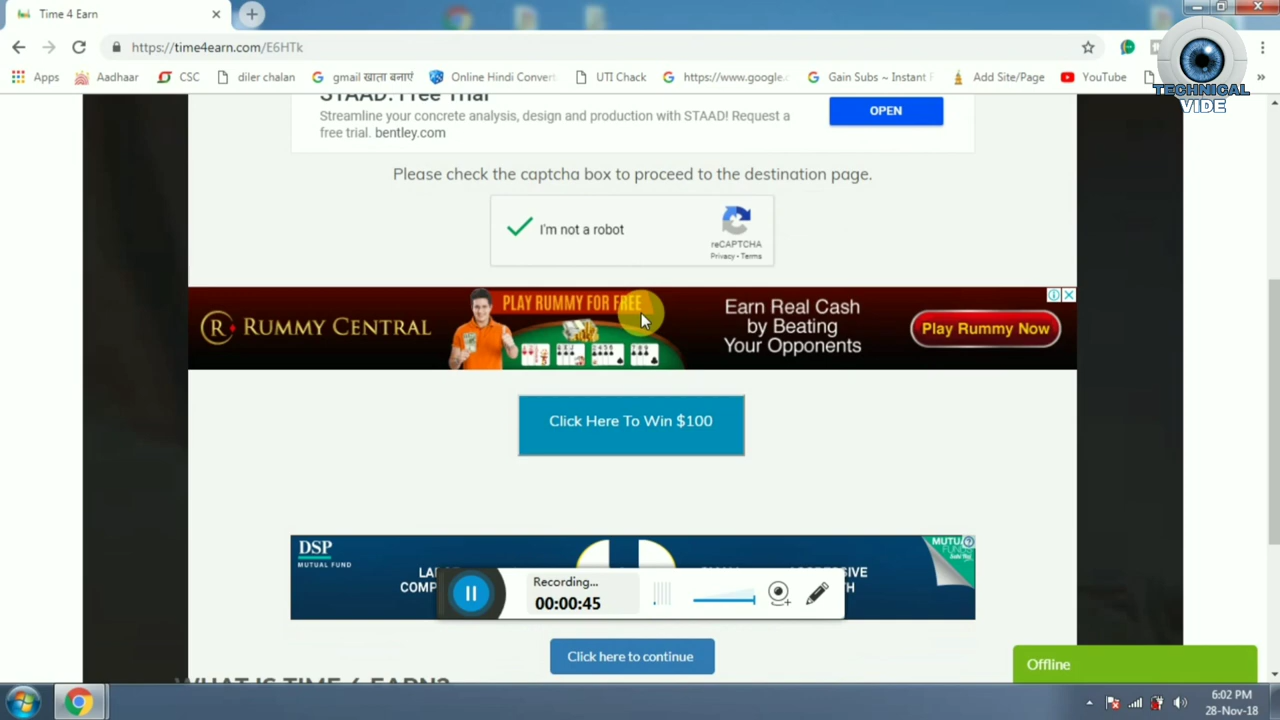 Time 4 Earn
https://time4earn.com/E6HTk
Apps
Aadhaar
CSC
diler chalan
gmail खाता बनाएं
Online Hindi Convert
UTI Chack
https://www.google.c
Gain Subs ~ Instant F
Add Site/Page
YouTube
TECHNICAL
VIDE
STAAD: Free Trial
Streamline your concrete analysis, design and production with STAAD! Request a
free trial. bentley.com
OPEN
Please check the captcha box to proceed to the destination page.
I'm not a robot
reCAPTCHA
Privacy - Terms
RUMMY CENTRAL
PLAY RUMMY FOR FREE
Earn Real Cash
by Beating
Your Opponents
Play Rummy Now
Click Here To Win $100
DSP
MUTUAL FUND
Recording...
00:00:45
Click here to continue
Offline
WHAT IS TIME 4 EARN?
6:02 PM
28-Nov-18